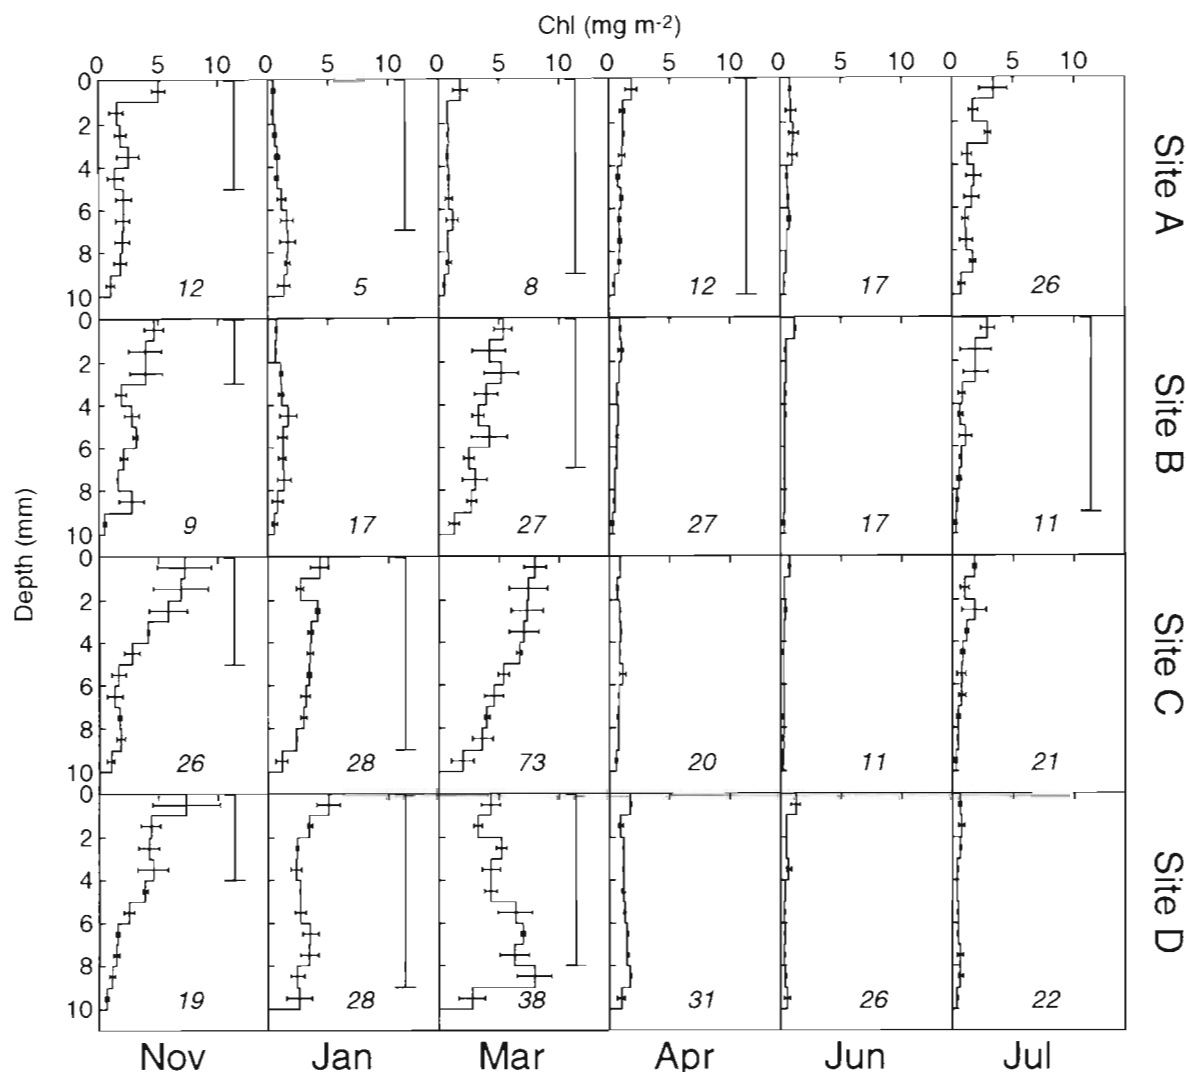 Chl (mg m-2)
0 5 10 0 5 10 0 5 10 0 5 10 0 5 10 0 5 10
0
2
4
6
8
10
12 5 8 12 17 26
Site A
0
2
4
6
8
10
9 17 27 27 17 11
Site B
Depth (mm)
0
2
4
6
8
10
26 28 73 20 11 21
Site C
0
2
4
6
8
10
19 28 38 31 26 22
Site D
Nov Jan Mar Apr Jun Jul